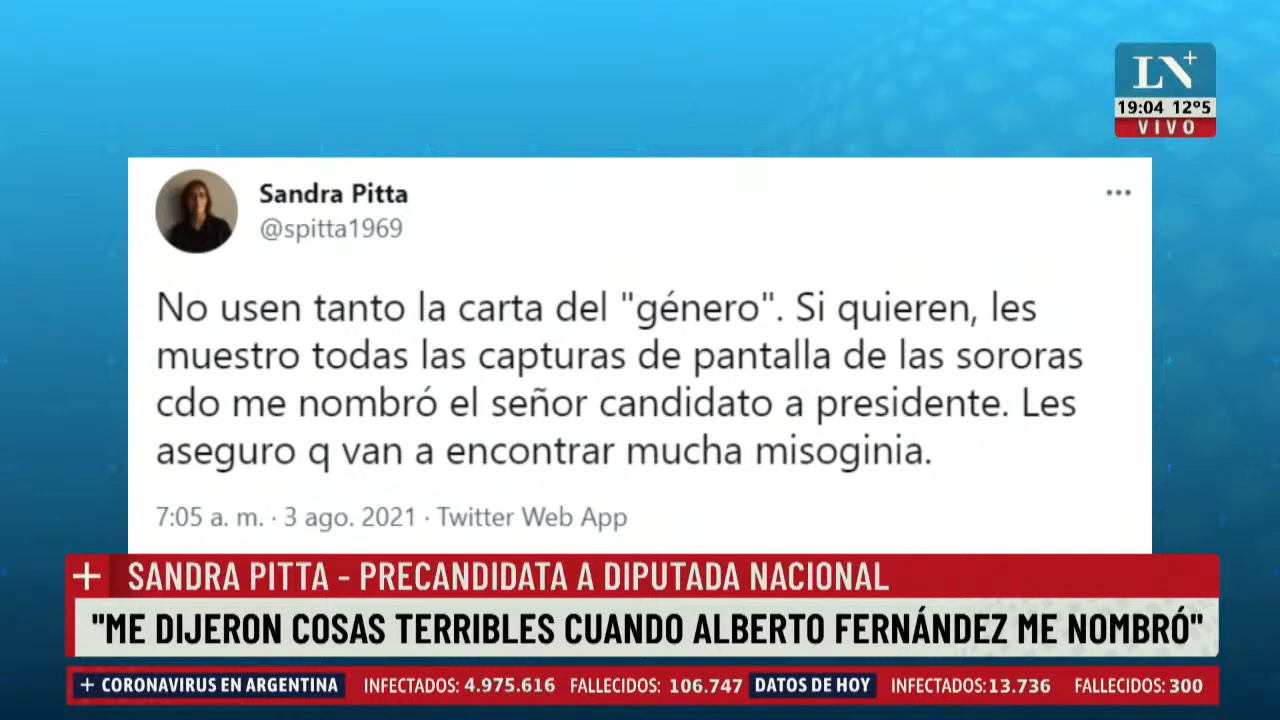 LN+
19:04 12°5
VIVO
Sandra Pitta
@spitta1969
No usen tanto la carta del "género". Si quieren, les
muestro todas las capturas de pantalla de las sororas
cdo me nombró el señor candidato a presidente. Les
aseguro q van a encontrar mucha misoginia.
7:05 a. m. · 3 ago. 2021 · Twitter Web App
+ SANDRA PITTA - PRECANDIDATA A DIPUTADA NACIONAL
"ME DIJERON COSAS TERRIBLES CUANDO ALBERTO FERNÁNDEZ ME NOMBRÓ"
+ CORONAVIRUS EN ARGENTINA INFECTADOS: 4.975.616 FALLECIDOS: 106.747 DATOS DE HOY INFECTADOS:13.736 FALLECIDOS: 300